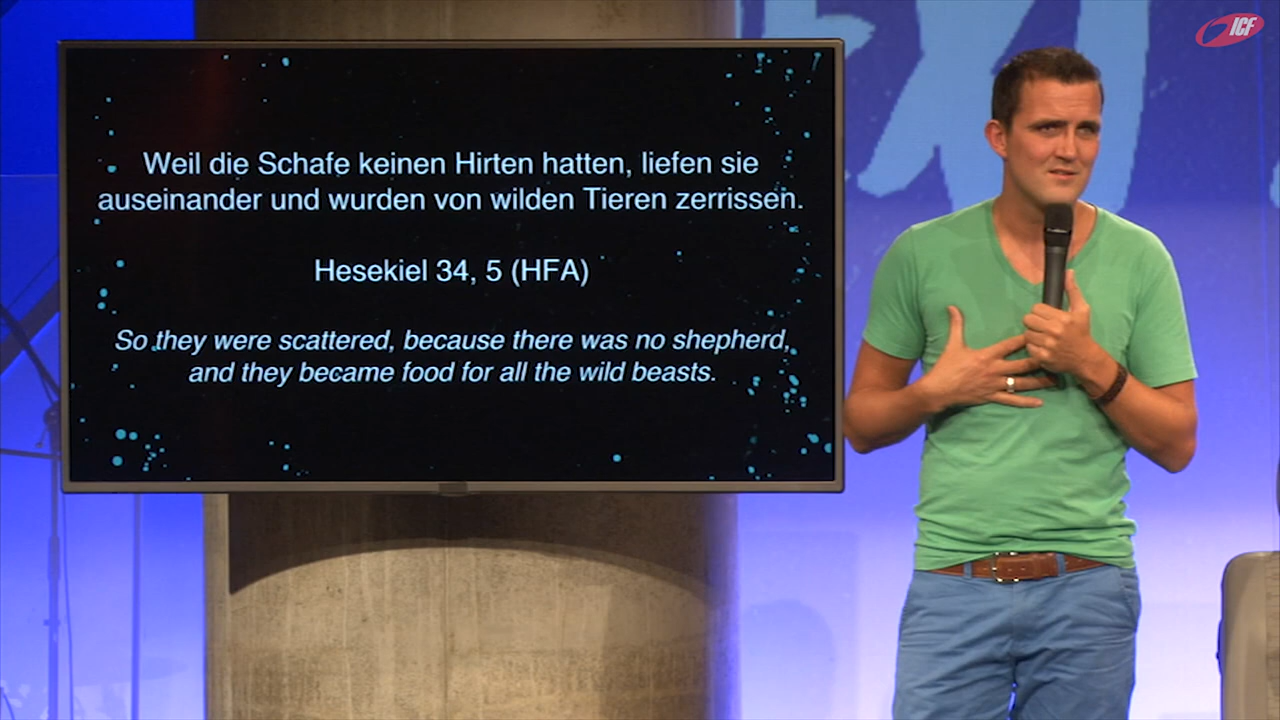 ICF
Weil die Schafe keinen Hirten hatten, liefen sie
auseinander und wurden von wilden Tieren zerrissen.
Hesekiel 34, 5 (HFA)
So they were scattered, because there was no shepherd,
and they became food for all the wild beasts.